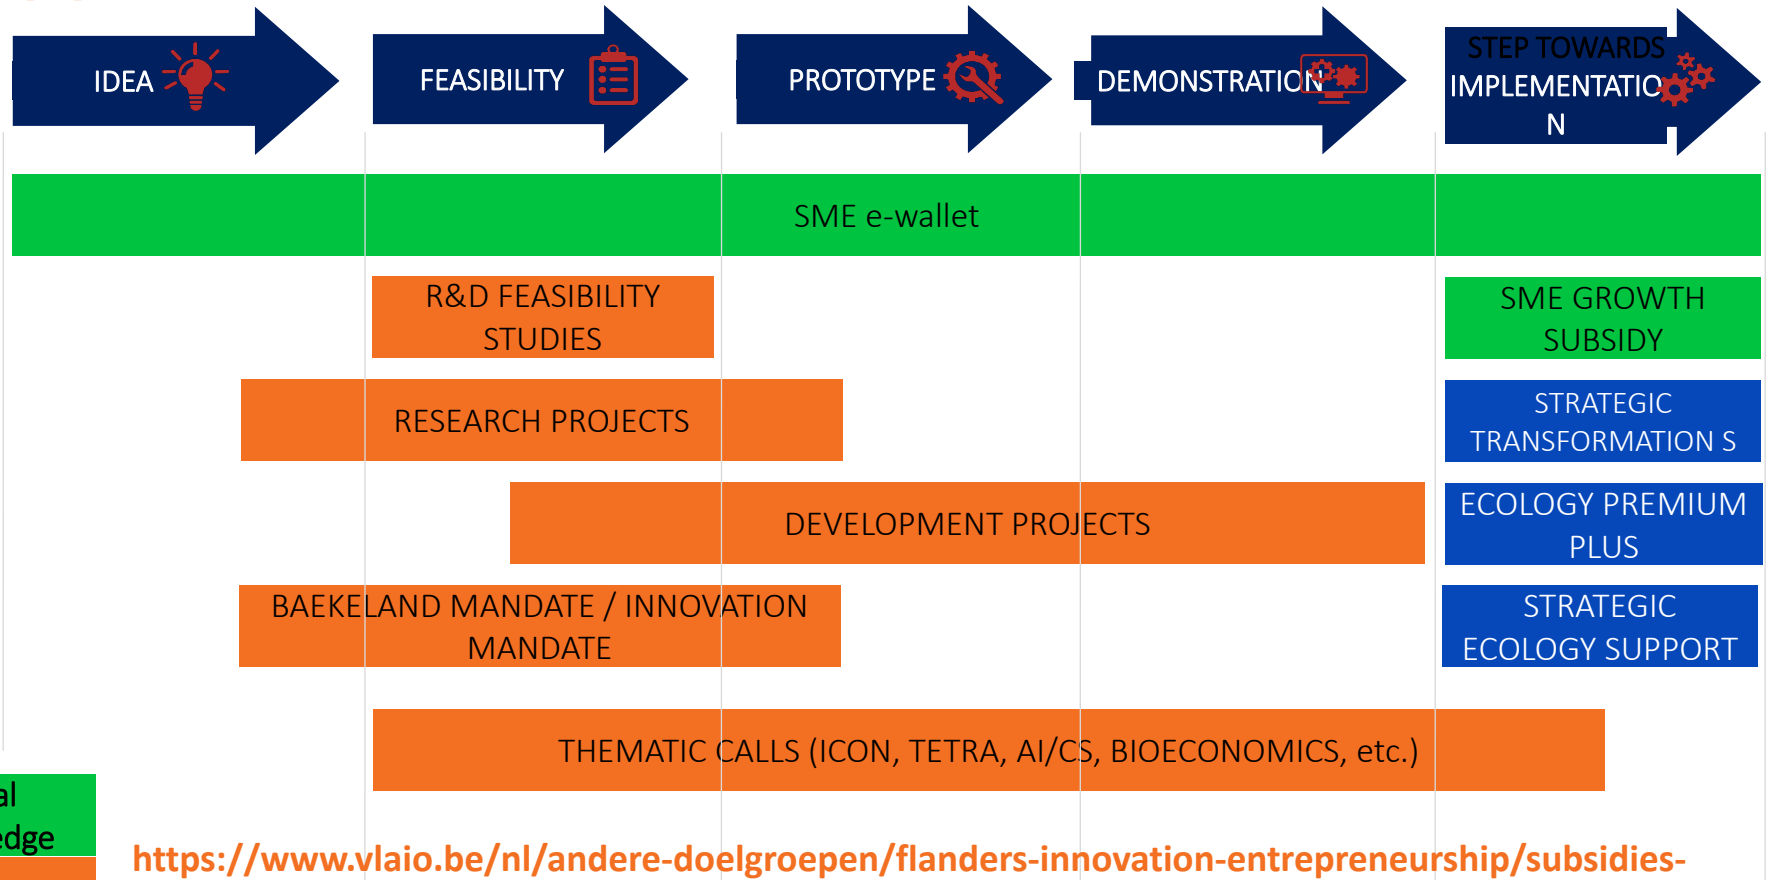 IDEA
FEASIBILITY
PROTOTYPE
DEMONSTRATION
STEP TOWARDS
IMPLEMENTATIO
N
SME e-wallet
R&D FEASIBILITY
STUDIES
SME GROWTH
SUBSIDY
RESEARCH PROJECTS
STRATEGIC
TRANSFORMATION S
DEVELOPMENT PROJECTS
ECOLOGY PREMIUM
PLUS
BAEKELAND MANDATE / INNOVATION
MANDATE
STRATEGIC
ECOLOGY SUPPORT
THEMATIC CALLS (ICON, TETRA, AI/CS, BIOECONOMICS, etc.)
al
edge
https://www.vlaio.be/nl/andere-doelgroepen/flanders-innovation-entrepreneurship/subsidies-